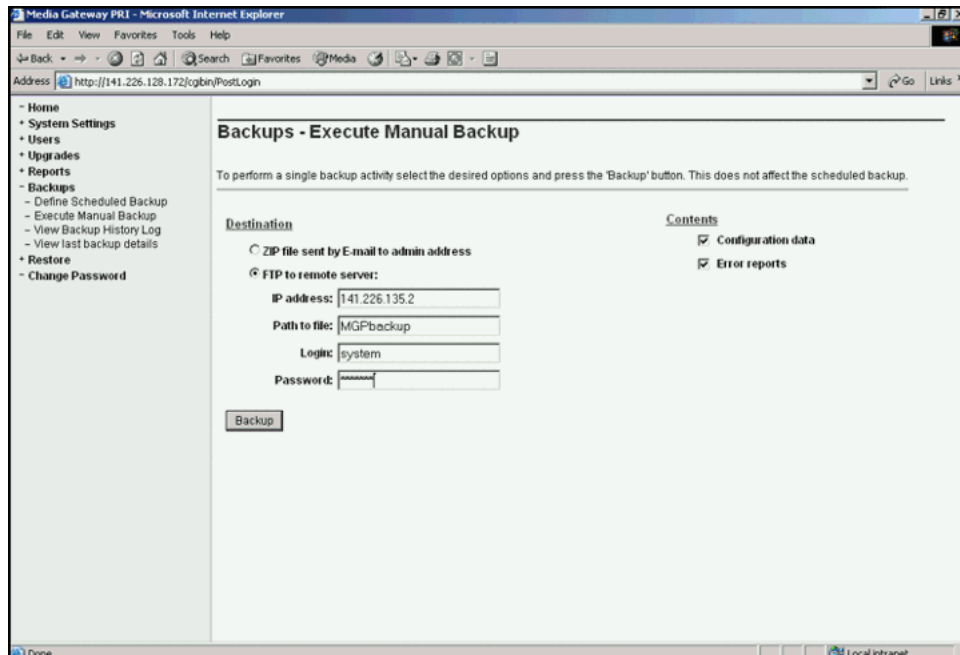 Media Gateway PRI - Microsoft Internet Explorer
File Edit View Favorites Tools Help
Back Search Favorites Media
Address http://141.226.128.172/cgibin/PostLogin Go Links
- Home
+ System Settings
+ Users
+ Upgrades
+ Reports
- Backups
- Define Scheduled Backup
- Execute Manual Backup
- View Backup History Log
- View last backup details
+ Restore
- Change Password
Backups - Execute Manual Backup
To perform a single backup activity select the desired options and press the 'Backup' button. This does not affect the scheduled backup.
Destination
ZIP file sent by E-mail to admin address
FTP to remote server:
IP address: 141.226.135.2
Path to file: MGPbackup
Login: system
Password:
Backup
Contents
Configuration data
Error reports
Done
Local intranet